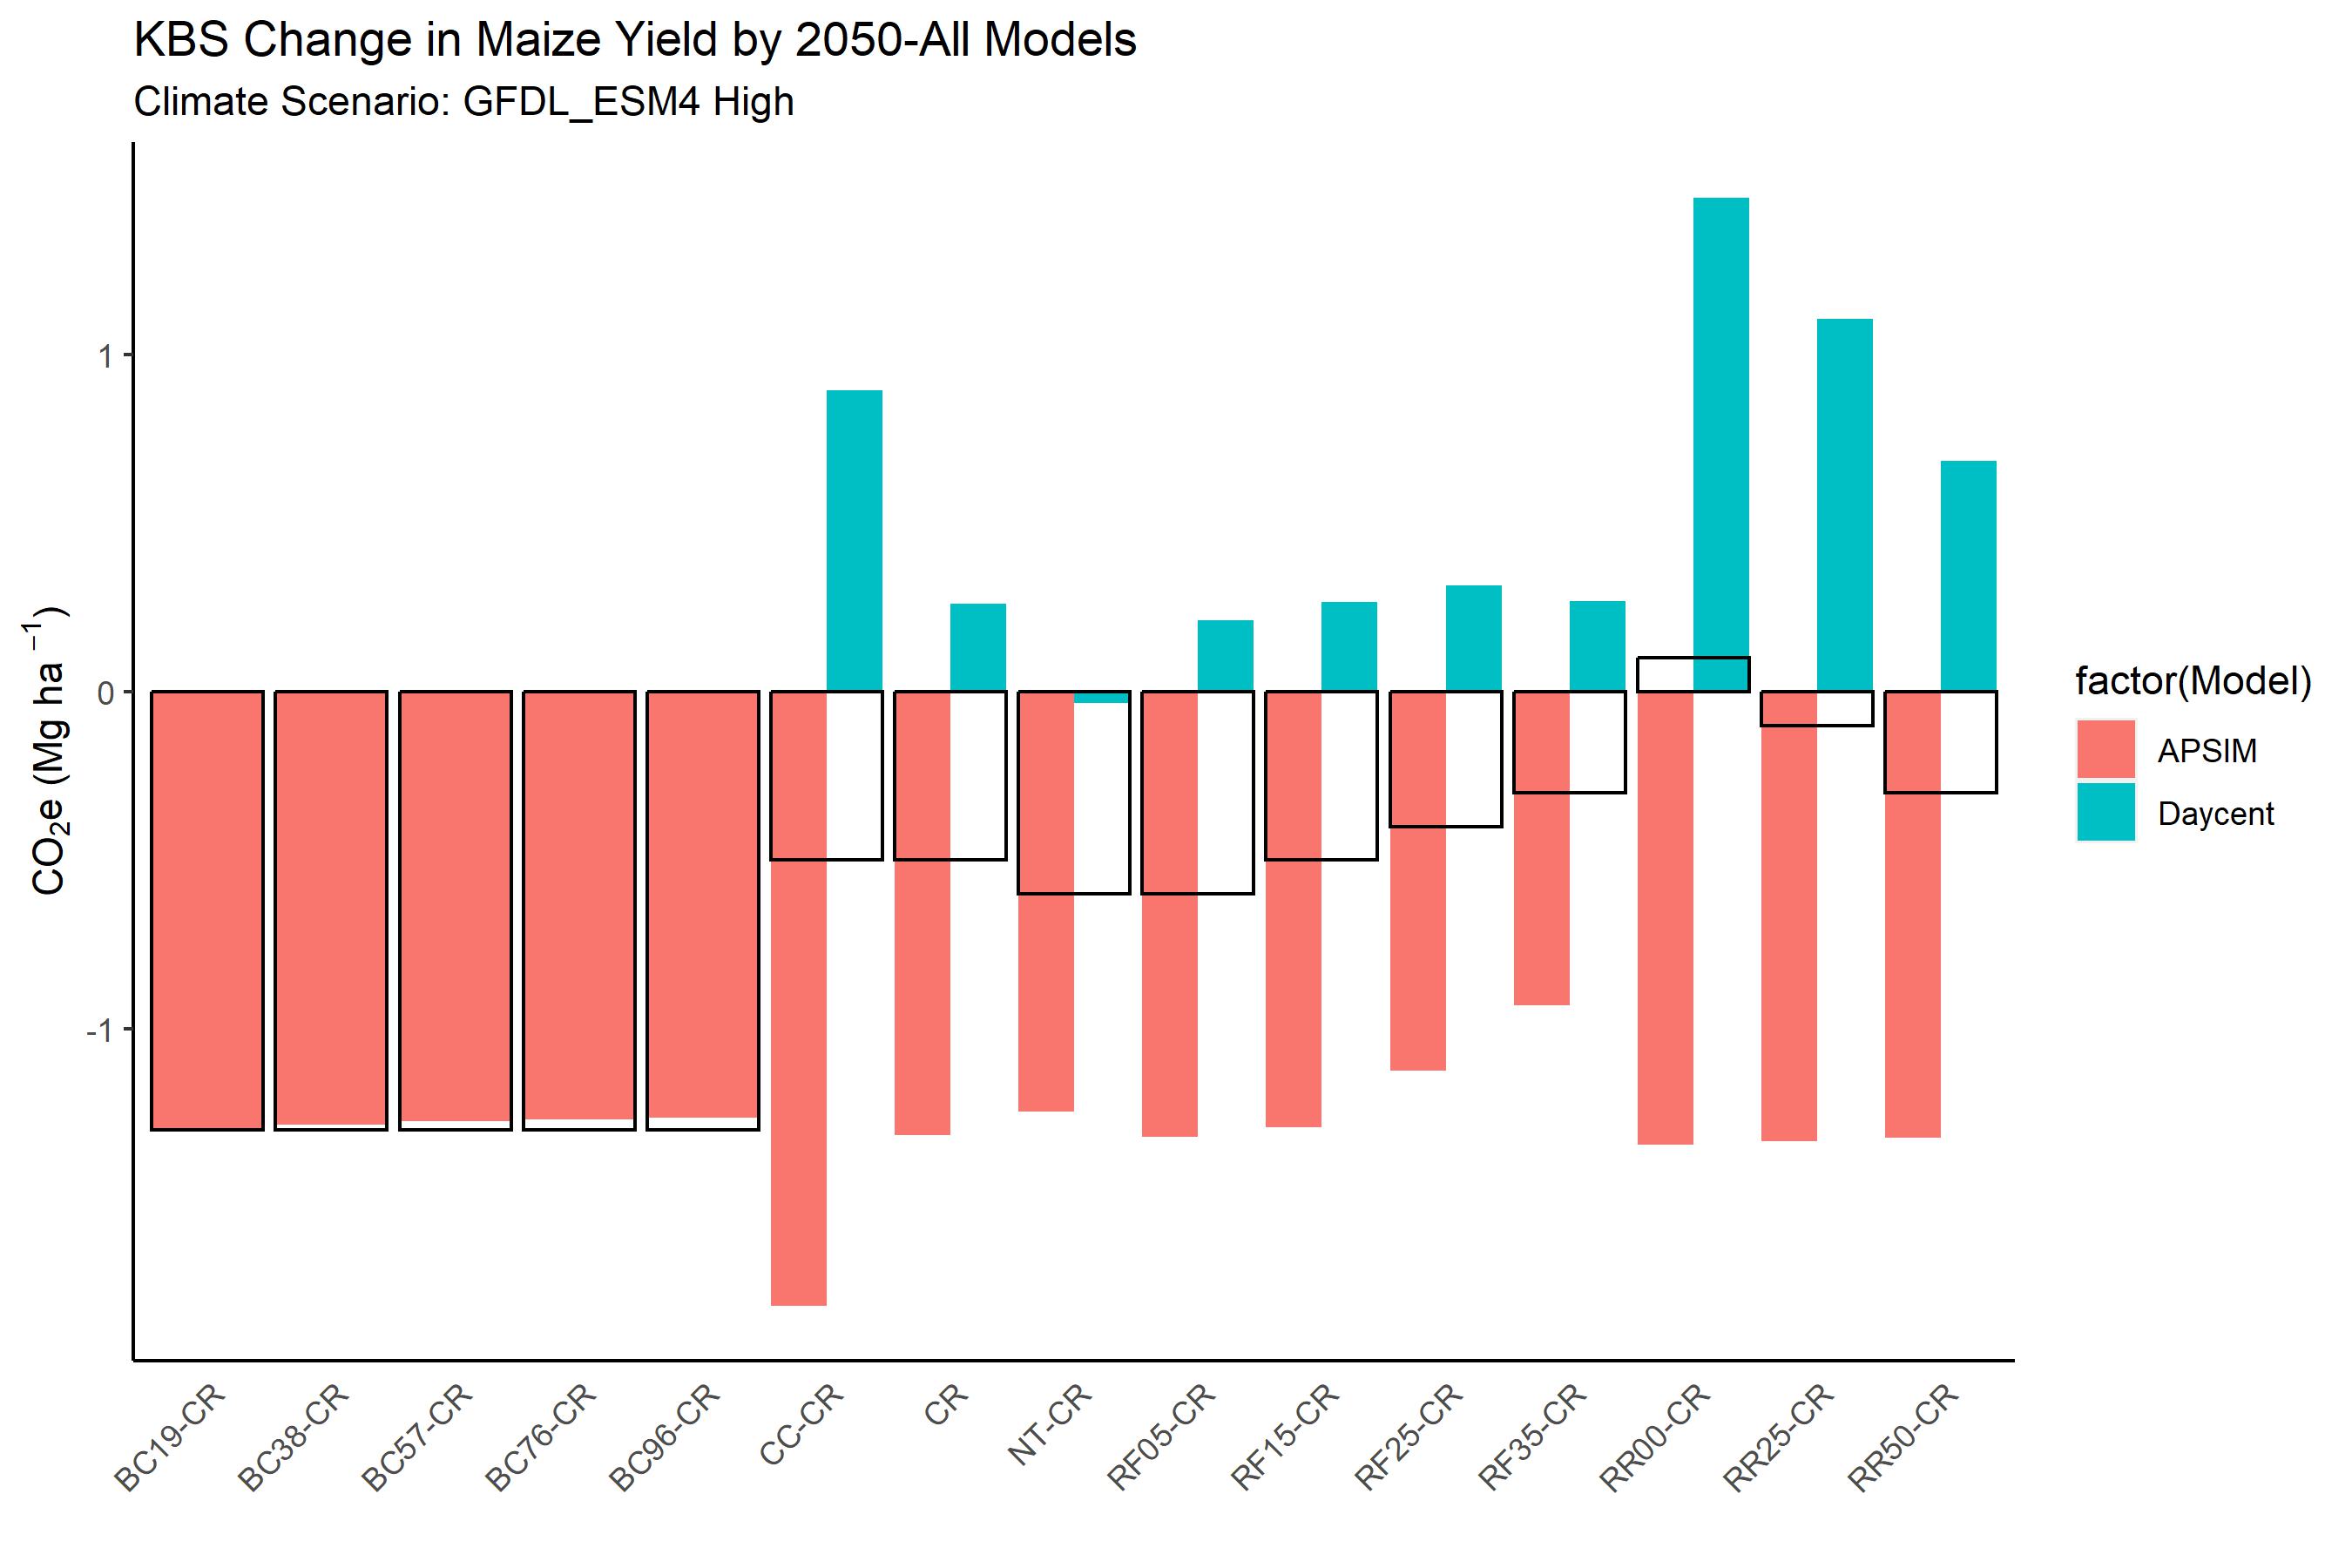 KBS Change in Maize Yield by 2050-All Models
Climate Scenario: GFDL_ESM4 High
CO₂e (Mg ha ⁻¹)
1
0
-1
BC19-CR
BC38-CR
BC57-CR
BC76-CR
BC96-CR
CC-CR
CR
NT-CR
RF05-CR
RF15-CR
RF25-CR
RF35-CR
RR00-CR
RR25-CR
RR50-CR
factor(Model)
APSIM
Daycent